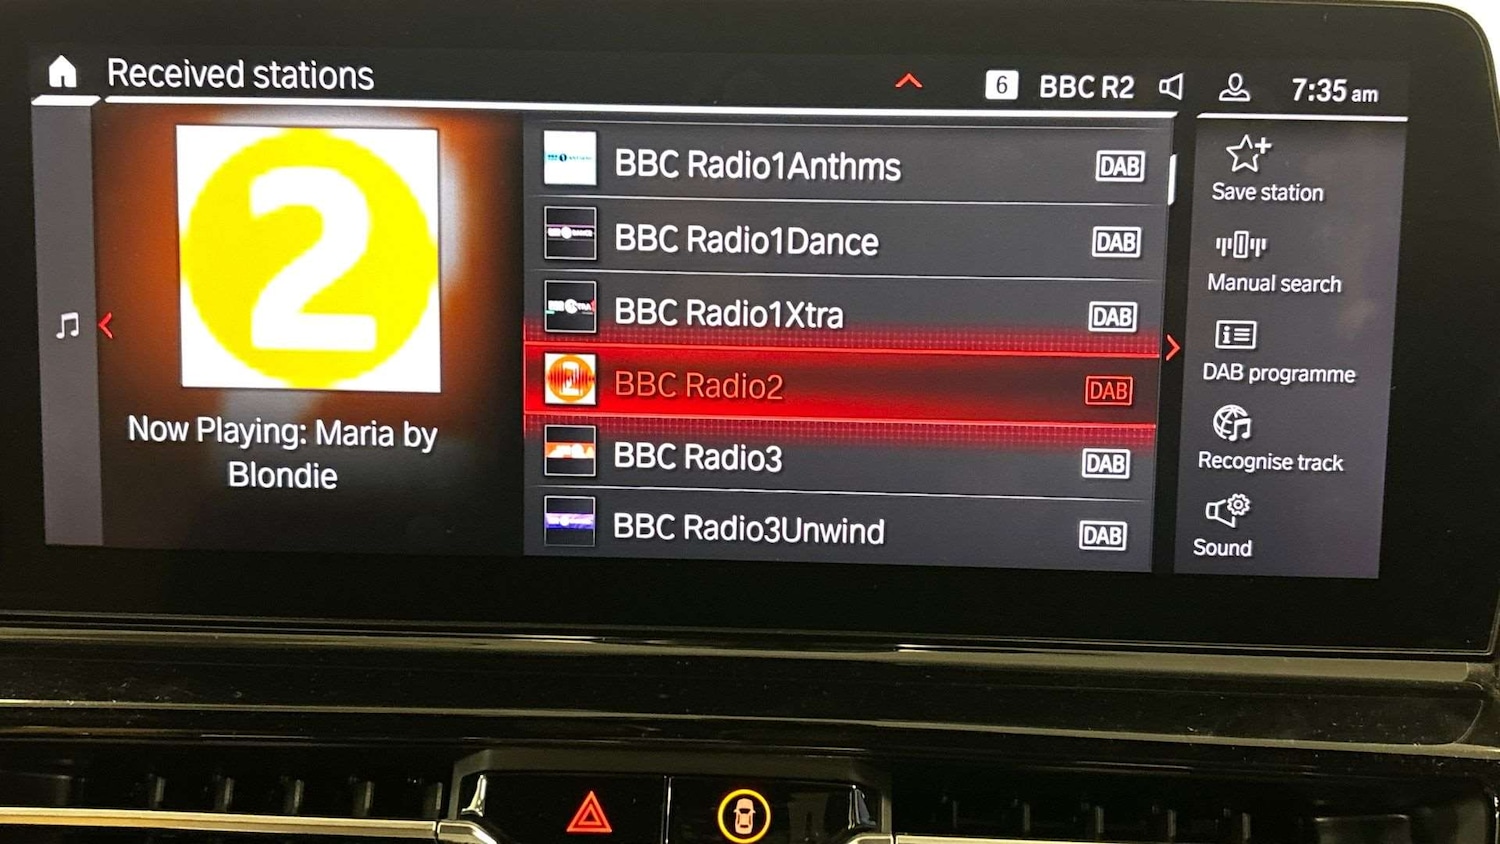 Received stations
6 BBC R2 7:35 am
2
Now Playing: Maria by
Blondie
BBC Radio1Anthms DAB
BBC Radio1Dance DAB
BBC Radio1Xtra DAB
2 BBC Radio2 DAB
BBC Radio3 DAB
BBC Radio3Unwind DAB
Save station
Manual search
DAB programme
Recognise track
Sound